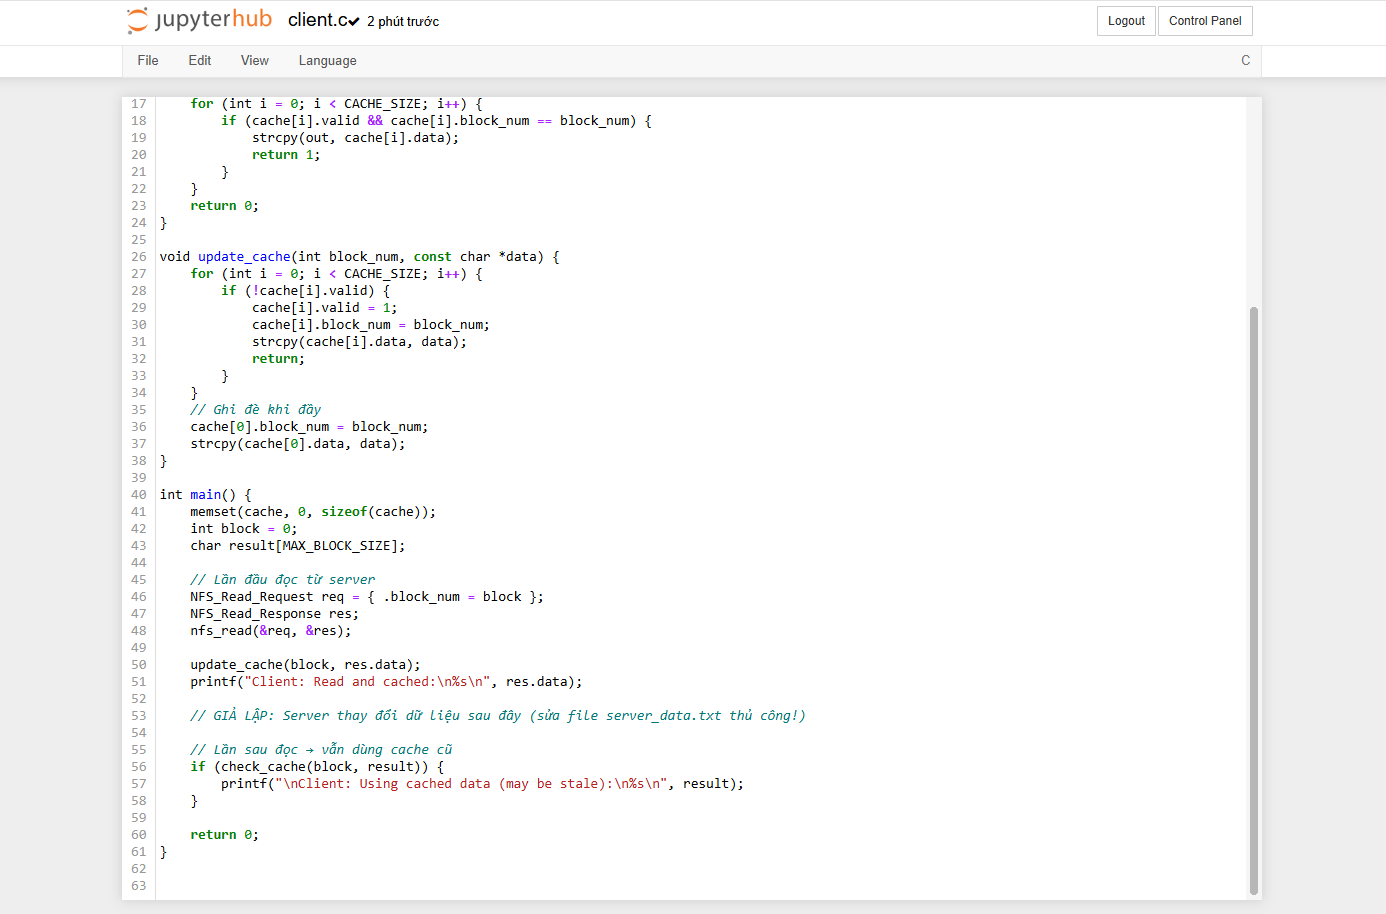 jupyterhub client.c✔ 2 phút trước Logout Control Panel
File Edit View Language C
17 for (int i = 0; i < CACHE_SIZE; i++) {
18 if (cache[i].valid && cache[i].block_num == block_num) {
19 strcpy(out, cache[i].data);
20 return 1;
21 }
22 }
23 return 0;
24 }
25
26 void update_cache(int block_num, const char *data) {
27 for (int i = 0; i < CACHE_SIZE; i++) {
28 if (!cache[i].valid) {
29 cache[i].valid = 1;
30 cache[i].block_num = block_num;
31 strcpy(cache[i].data, data);
32 return;
33 }
34 }
35 // Ghi đè khi đầy
36 cache[0].block_num = block_num;
37 strcpy(cache[0].data, data);
38 }
39
40 int main() {
41 memset(cache, 0, sizeof(cache));
42 int block = 0;
43 char result[MAX_BLOCK_SIZE];
44
45 // Lần đầu đọc từ server
46 NFS_Read_Request req = { .block_num = block };
47 NFS_Read_Response res;
48 nfs_read(&req, &res);
49
50 update_cache(block, res.data);
51 printf("Client: Read and cached:\n%s\n", res.data);
52
53 // GIẢ LẬP: Server thay đổi dữ liệu sau đây (sửa file server_data.txt thủ công!)
54
55 // Lần sau đọc → vẫn dùng cache cũ
56 if (check_cache(block, result)) {
57 printf("\nClient: Using cached data (may be stale):\n%s\n", result);
58 }
59
60 return 0;
61 }
62
63